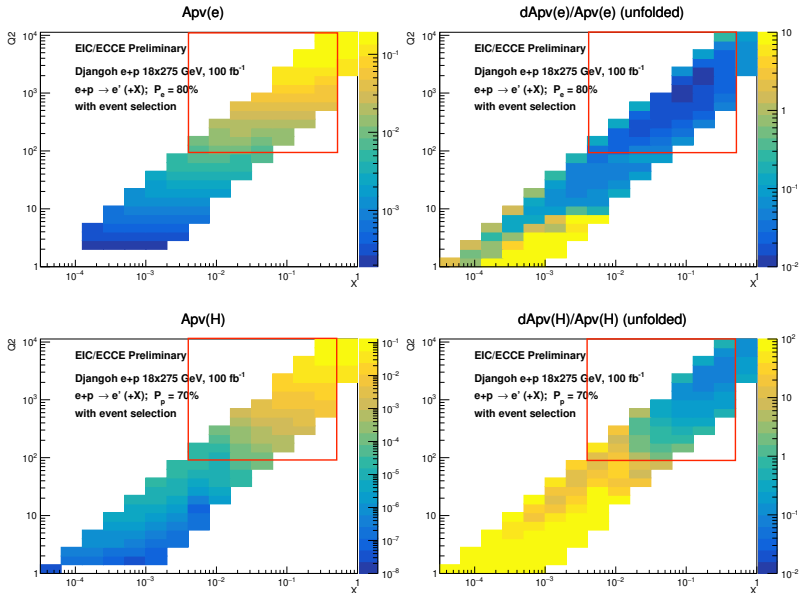 Apv(e)
Q2
10⁴
10³
10²
10
1
EIC/ECCE Preliminary
Djangoh e+p 18x275 GeV, 100 fb⁻¹
e+p → e' (+X); P_e = 80%
with event selection
10⁻¹
10⁻²
10⁻³
10⁻⁴
10⁻³
10⁻²
10⁻¹
1
X
dApv(e)/Apv(e) (unfolded)
Q2
10⁴
10³
10²
10
1
EIC/ECCE Preliminary
Djangoh e+p 18x275 GeV, 100 fb⁻¹
e+p → e' (+X); P_e = 80%
with event selection
10
1
10⁻¹
10⁻²
10⁻⁴
10⁻³
10⁻²
10⁻¹
1
X
Apv(H)
Q2
10⁴
10³
10²
10
1
EIC/ECCE Preliminary
Djangoh e+p 18x275 GeV, 100 fb⁻¹
e+p → e' (+X); P_p = 70%
with event selection
10⁻¹
10⁻²
10⁻³
10⁻⁴
10⁻⁵
10⁻⁶
10⁻⁷
10⁻⁸
10⁻⁴
10⁻³
10⁻²
10⁻¹
1
X
dApv(H)/Apv(H) (unfolded)
Q2
10⁴
10³
10²
10
1
EIC/ECCE Preliminary
Djangoh e+p 18x275 GeV, 100 fb⁻¹
e+p → e' (+X); P_p = 70%
with event selection
10²
10
1
10⁻¹
10⁻²
10⁻⁴
10⁻³
10⁻²
10⁻¹
1
X